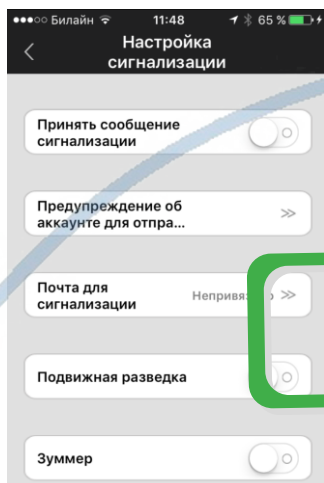 ●●●○○ Билайн 11:48 65 %
Настройка
сигнализации
Принять сообщение
сигнализации
Предупреждение об
аккаунте для отпра...
Почта для
сигнализации
Подвижная разведка
Зуммер